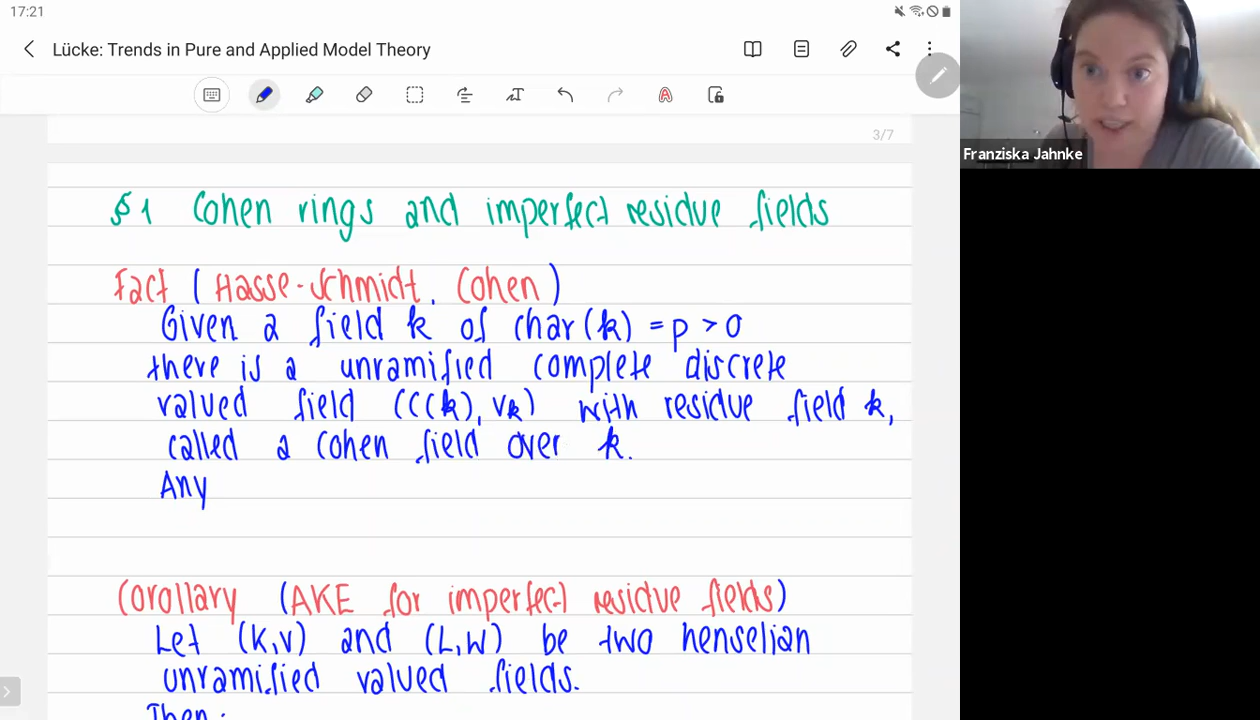 17:21
Lücke: Trends in Pure and Applied Model Theory
Franziska Jahnke
3/7
§1 Cohen rings and imperfect residue fields
Fact (Hasse-Schmidt, Cohen)
Given a field k of char(k) = p > 0
there is a unramified complete discrete
valued field (C(k), vk) with residue field k,
called a Cohen field over k.
Any
Corollary (AKE for imperfect residue fields)
Let (K,v) and (L,w) be two henselian
unramified valued fields.
Then: